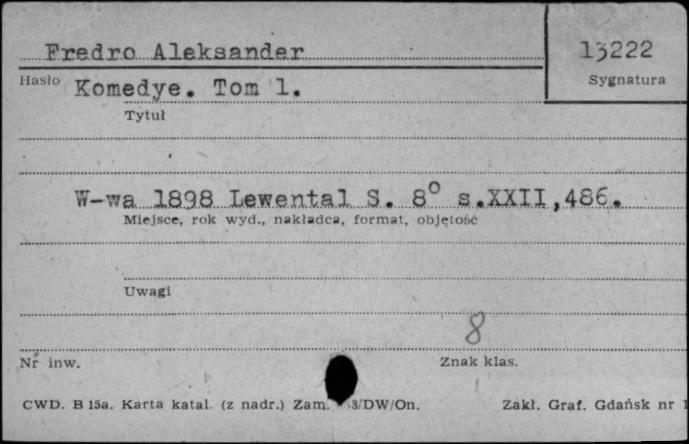 Fredro Aleksander
13222
Hasło
Sygnatura
Komedye. Tom 1.
Tytuł
W-wa 1898 Lewental S. 8° s.XXII,486.
Miejsce, rok wyd., nakładca, format, objętość
Uwagi
8
Nr inw.
Znak klas.
CWD. B 15a. Karta katal. (z nadr.) Zam. 3/DW/On.
Zakł. Graf. Gdańsk nr